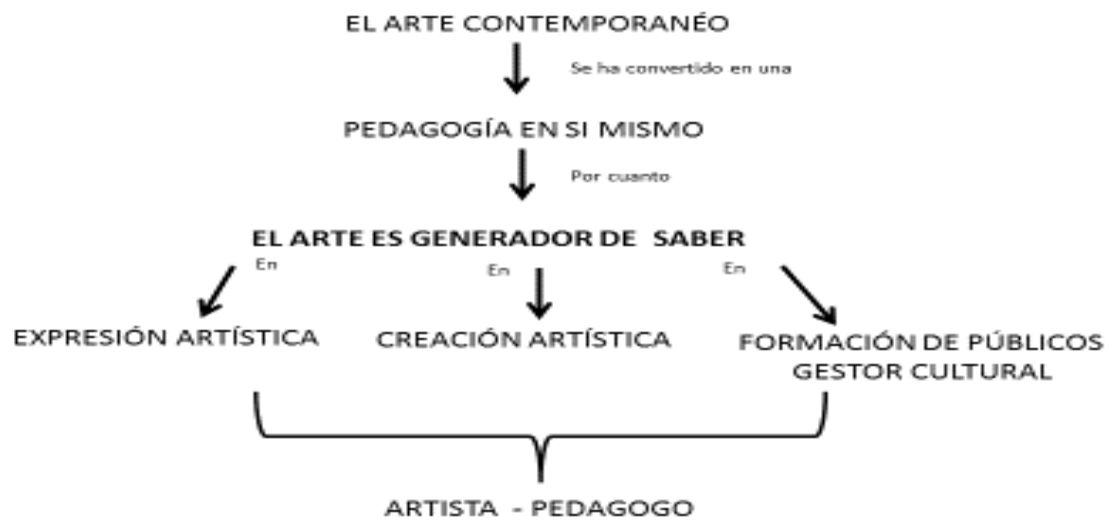 EL ARTE CONTEMPORANÉO
Se ha convertido en una
PEDAGOGÍA EN SI MISMO
Por cuanto
EL ARTE ES GENERADOR DE SABER
En
En
En
EXPRESIÓN ARTÍSTICA
CREACIÓN ARTÍSTICA
FORMACIÓN DE PÚBLICOS
GESTOR CULTURAL
ARTISTA - PEDAGOGO